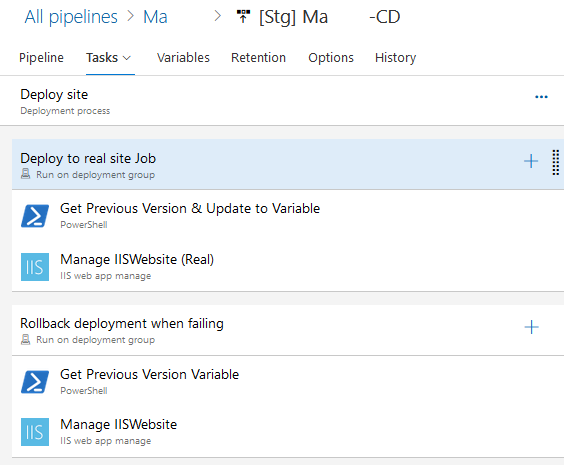 All pipelines > Ma > [Stg] Ma -CD
Pipeline Tasks Variables Retention Options History
Deploy site
Deployment process
Deploy to real site Job
Run on deployment group
Get Previous Version & Update to Variable
PowerShell
IIS
Manage IISWebsite (Real)
IIS web app manage
Rollback deployment when failing
Run on deployment group
Get Previous Version Variable
PowerShell
IIS
Manage IISWebsite
IIS web app manage